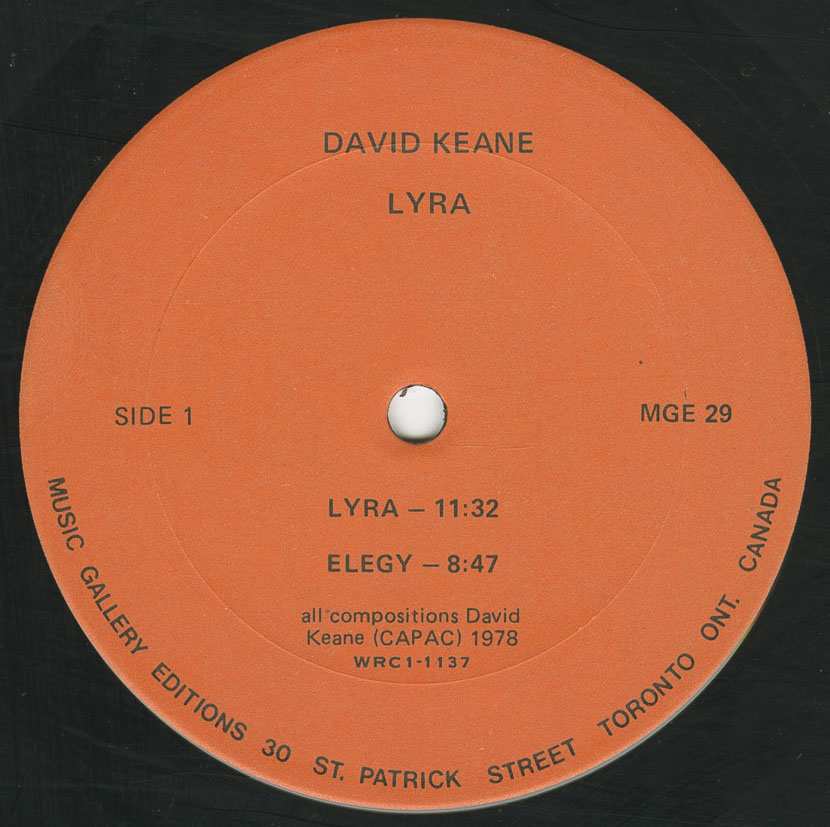 DAVID KEANE
LYRA
SIDE 1
MGE 29
LYRA — 11:32
ELEGY — 8:47
all compositions David
Keane (CAPAC) 1978
WRC1-1137
MUSIC GALLERY EDITIONS 30 ST. PATRICK STREET TORONTO ONT. CANADA